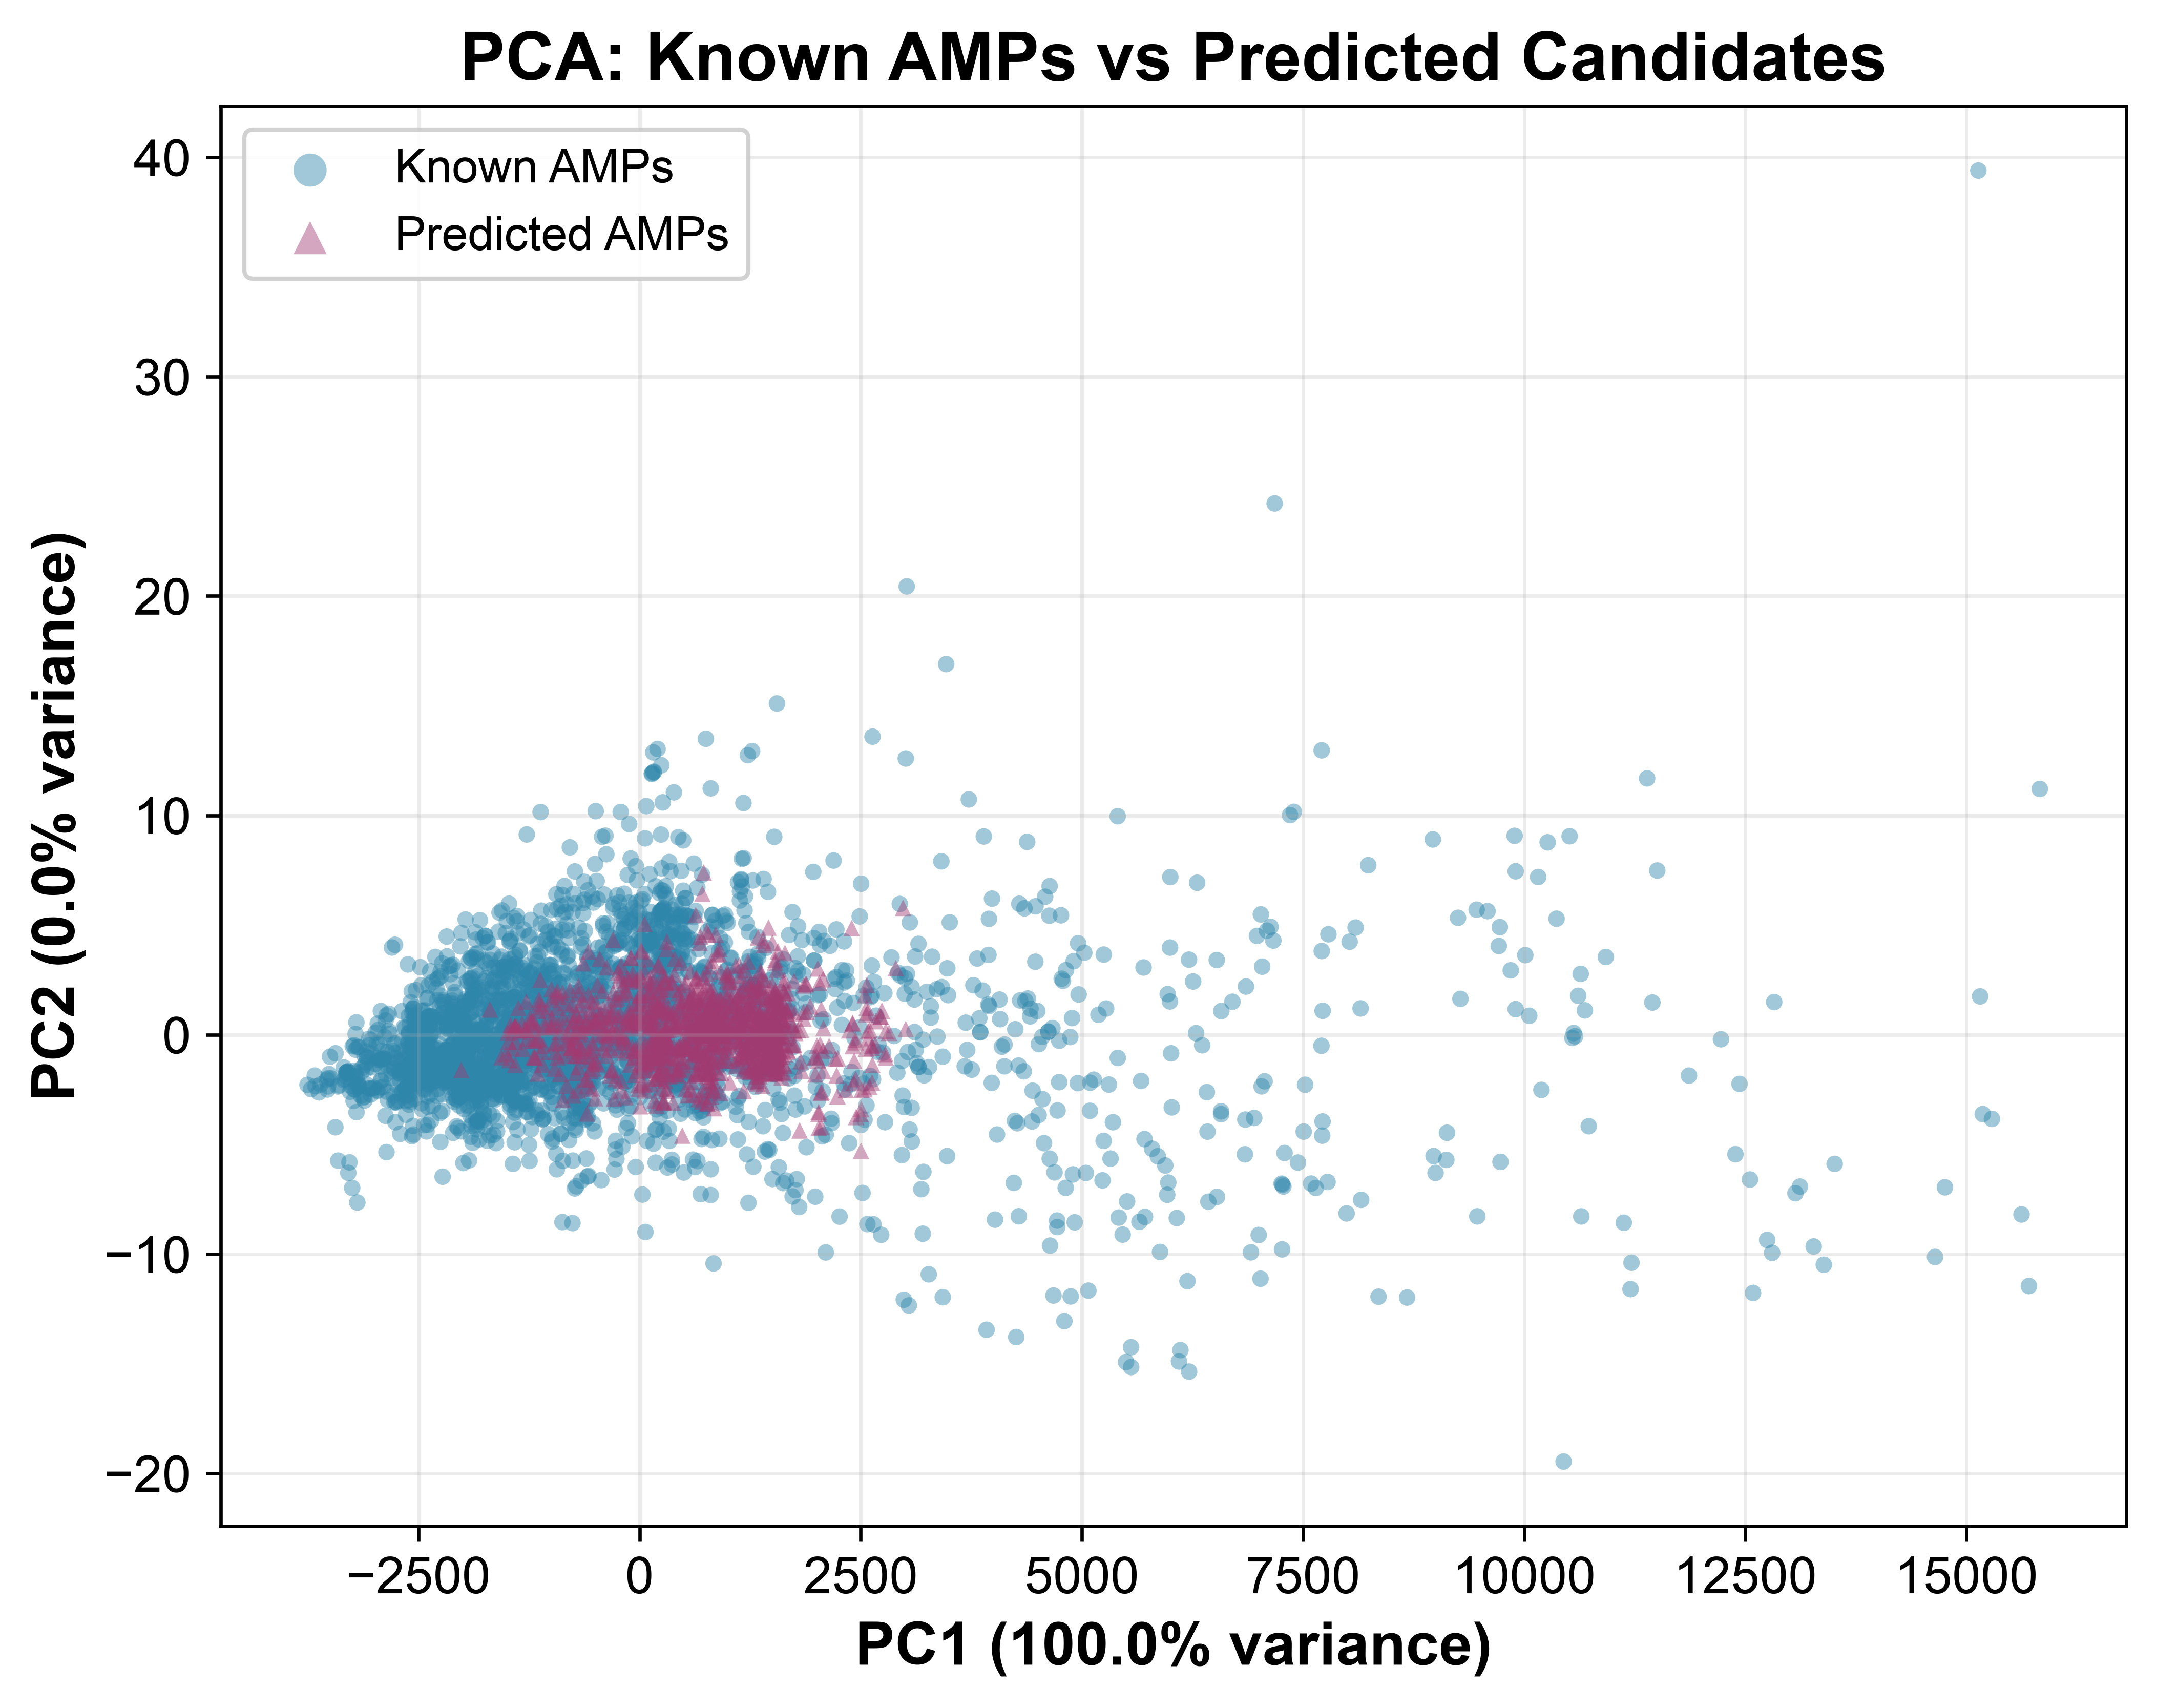 PCA: Known AMPs vs Predicted Candidates
Known AMPs
Predicted AMPs
PC2 (0.0% variance)
40
30
20
10
0
−10
−20
−2500 0 2500 5000 7500 10000 12500 15000
PC1 (100.0% variance)